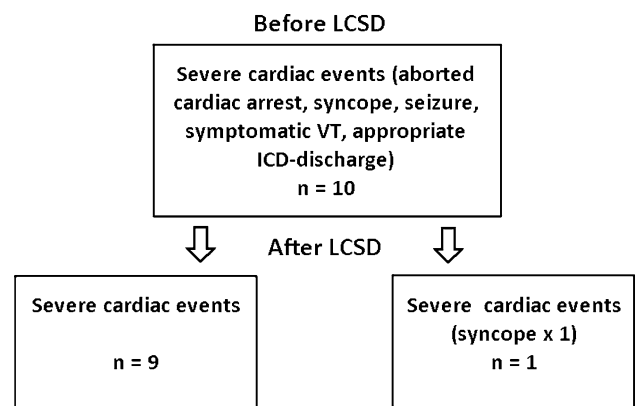 Before LCSD
Severe cardiac events (aborted
cardiac arrest, syncope, seizure,
symptomatic VT, appropriate
ICD-discharge)
n = 10
After LCSD
Severe cardiac events
n = 9
Severe cardiac events
(syncope x 1)
n = 1